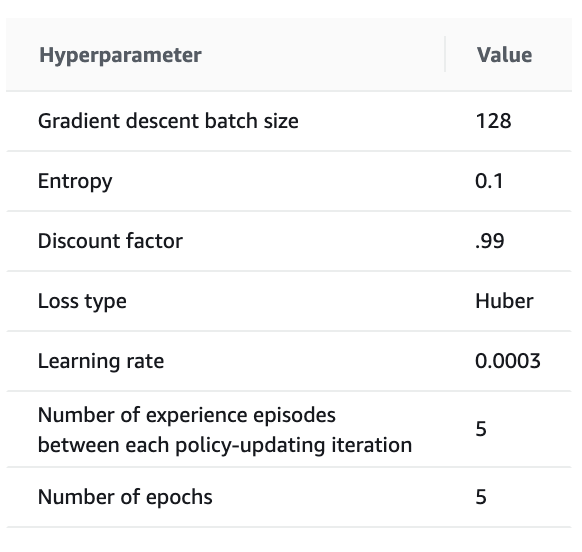 Hyperparameter Value
Gradient descent batch size 128
Entropy 0.1
Discount factor .99
Loss type Huber
Learning rate 0.0003
Number of experience episodes
between each policy-updating iteration 5
Number of epochs 5